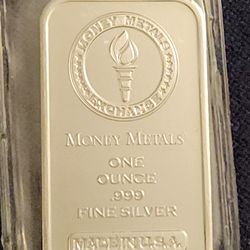 MONEY METALS
EXCHANGE
MONEY METALS
ONE
OUNCE
.999
FINE SILVER
MADE IN U.S.A.